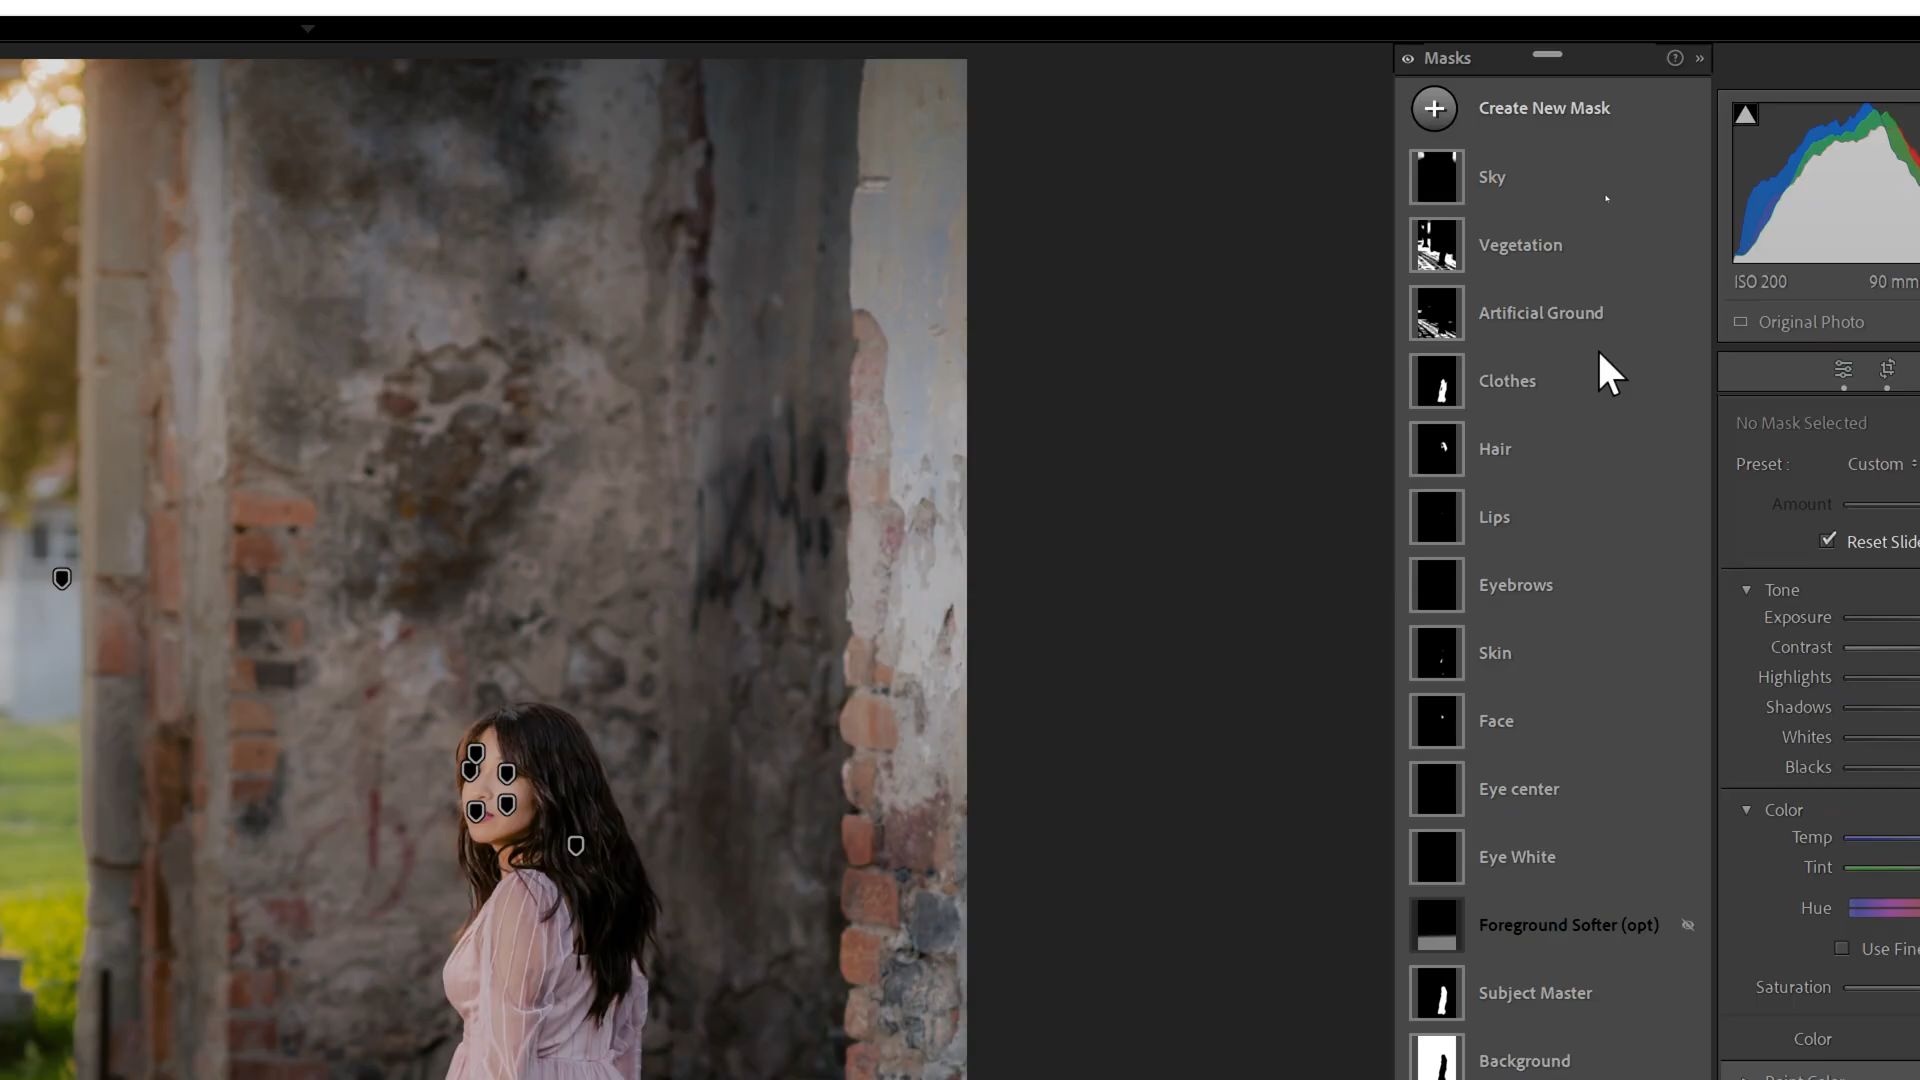 Masks
Create New Mask
Sky
Vegetation
Artificial Ground
Clothes
Hair
Lips
Eyebrows
Skin
Face
Eye center
Eye White
Foreground Softer (opt)
Subject Master
Background
ISO 200 90 mm
Original Photo
No Mask Selected
Preset : Custom
Amount
Reset Slide
Tone
Exposure
Contrast
Highlights
Shadows
Whites
Blacks
Color
Temp
Tint
Hue
Use Fine
Saturation
Color